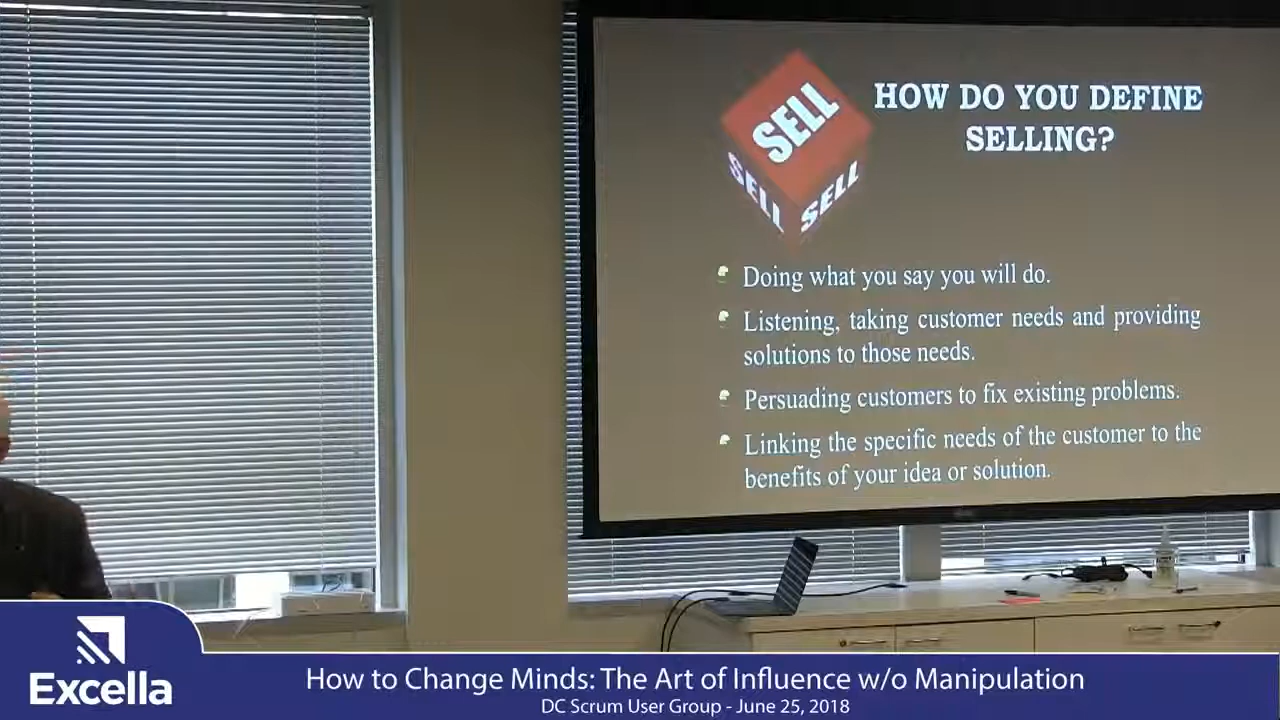 SELL
SELL
SELL
HOW DO YOU DEFINE
SELLING?
Doing what you say you will do.
Listening, taking customer needs and providing
solutions to those needs.
Persuading customers to fix existing problems.
Linking the specific needs of the customer to the
benefits of your idea or solution.
Excella
How to Change Minds: The Art of Influence w/o Manipulation
DC Scrum User Group - June 25, 2018